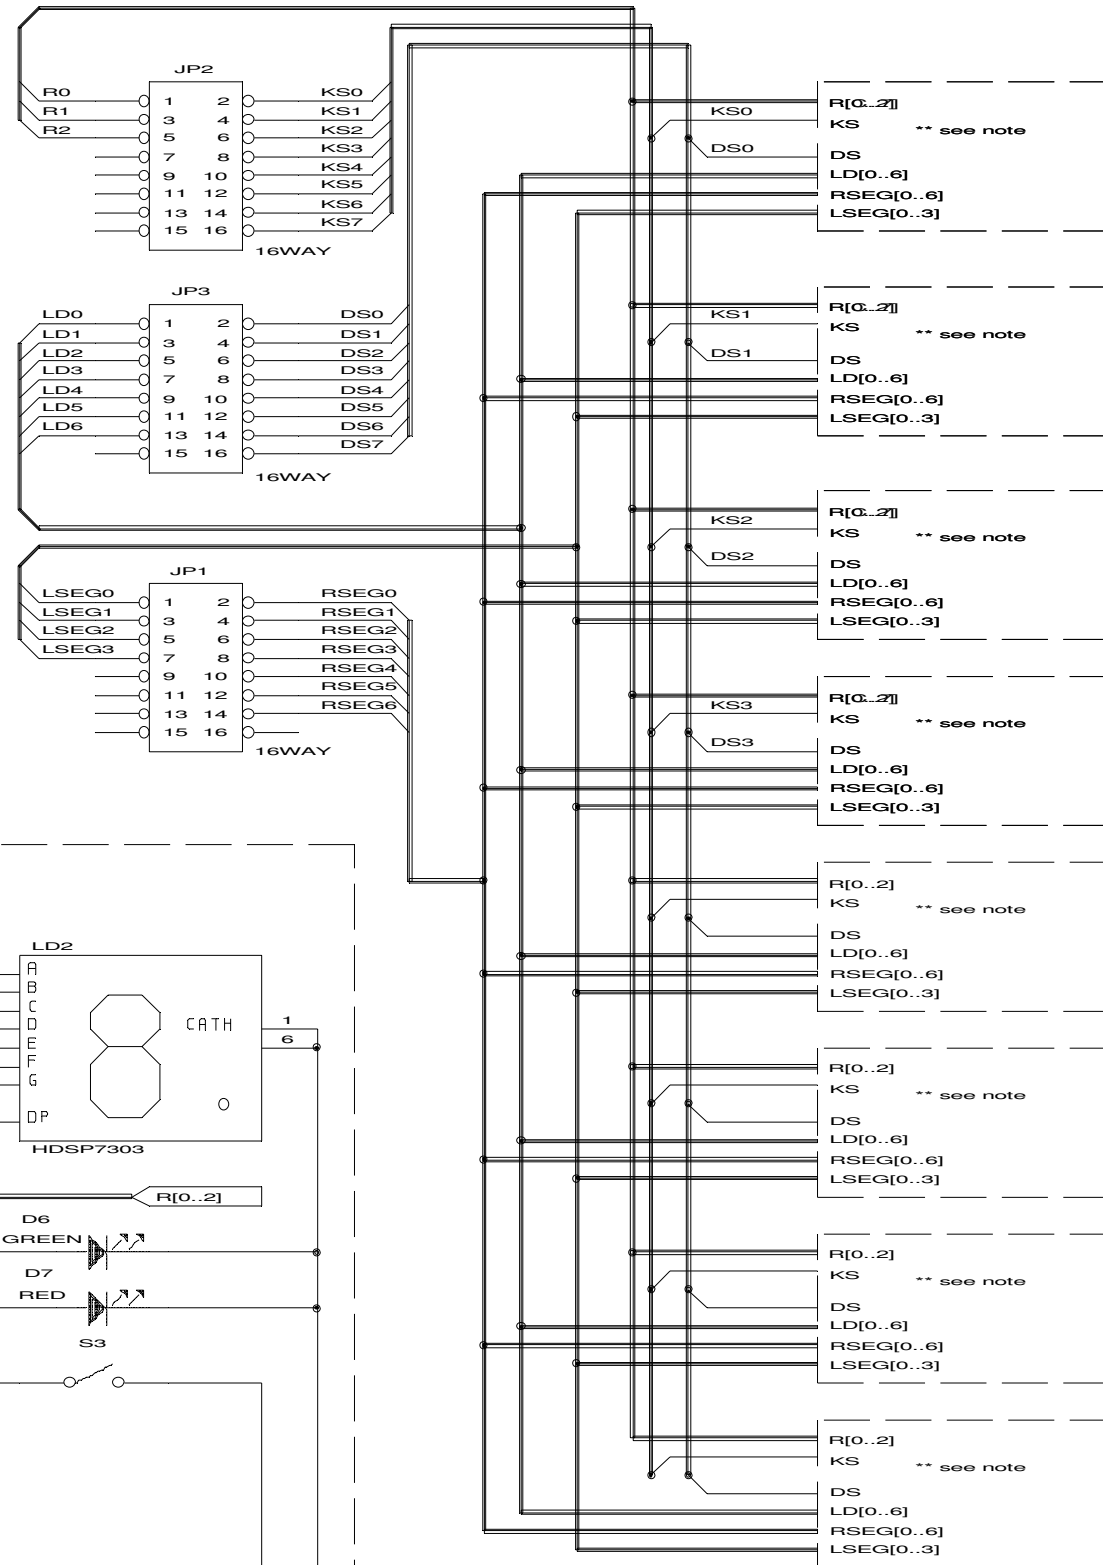 JP2
R0 1 2 KS0
R1 3 4 KS1
R2 5 6 KS2
7 8 KS3
9 10 KS4
11 12 KS5
13 14 KS6
15 16 KS7
16WAY
JP3
LD0 1 2 DS0
LD1 3 4 DS1
LD2 5 6 DS2
LD3 7 8 DS3
LD4 9 10 DS4
LD5 11 12 DS5
LD6 13 14 DS6
15 16 DS7
16WAY
JP1
LSEG0 1 2 RSEG0
LSEG1 3 4 RSEG1
LSEG2 5 6 RSEG2
LSEG3 7 8 RSEG3
9 10 RSEG4
11 12 RSEG5
13 14 RSEG6
15 16
16WAY
LD2
A
B
C
D CATH 1
E 6
F
G
DP
HDSP7303
R[0..2]
D6
GREEN
D7
RED
S3
KS0 KS
** see note
DS0 DS
LD[0..6]
RSEG[0..6]
LSEG[0..3]
KS1 KS
** see note
DS1 DS
LD[0..6]
RSEG[0..6]
LSEG[0..3]
KS2 KS
** see note
DS2 DS
LD[0..6]
RSEG[0..6]
LSEG[0..3]
KS3 KS
** see note
DS3 DS
LD[0..6]
RSEG[0..6]
LSEG[0..3]
R[0..2]
KS
** see note
DS
LD[0..6]
RSEG[0..6]
LSEG[0..3]
R[0..2]
KS
** see note
DS
LD[0..6]
RSEG[0..6]
LSEG[0..3]
R[0..2]
KS
** see note
DS
LD[0..6]
RSEG[0..6]
LSEG[0..3]
R[0..2]
KS
** see note
DS
LD[0..6]
RSEG[0..6]
LSEG[0..3]